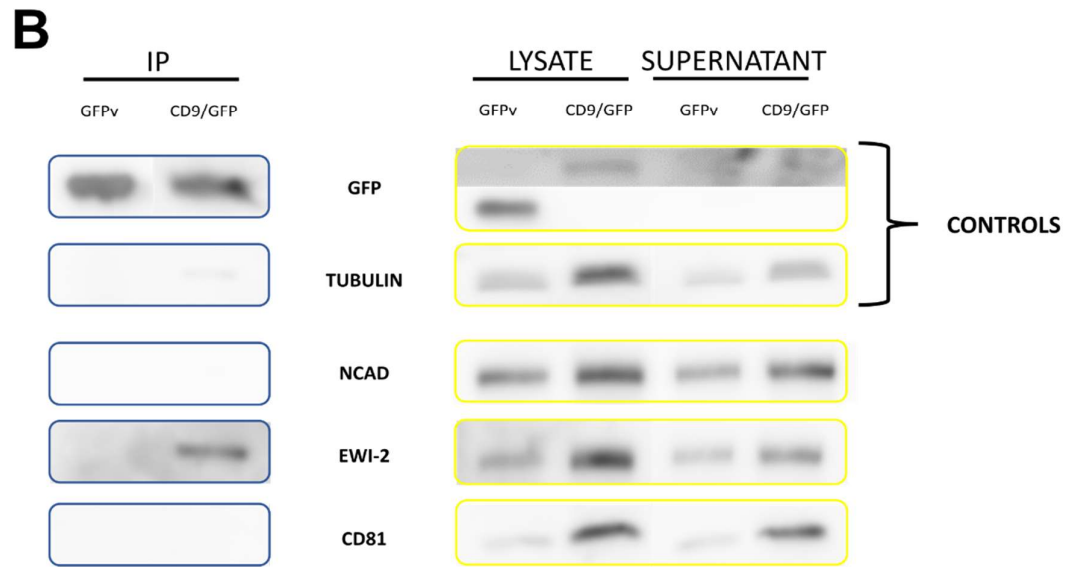 B
IP
LYSATE SUPERNATANT
GFPv CD9/GFP GFPv CD9/GFP GFPv CD9/GFP
GFP
CONTROLS
TUBULIN
NCAD
EWI-2
CD81